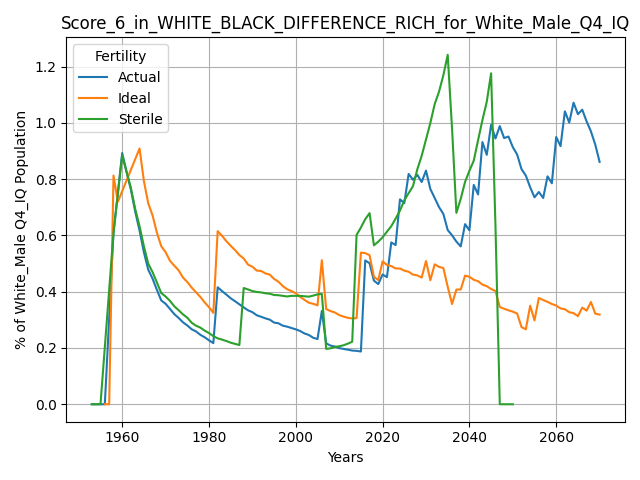 Score_6_in_WHITE_BLACK_DIFFERENCE_RICH_for_White_Male_Q4_IQ
Fertility
Actual
Ideal
Sterile
% of White_Male Q4_IQ Population
1.2
1.0
0.8
0.6
0.4
0.2
0.0
1960 1980 2000 2020 2040 2060
Years